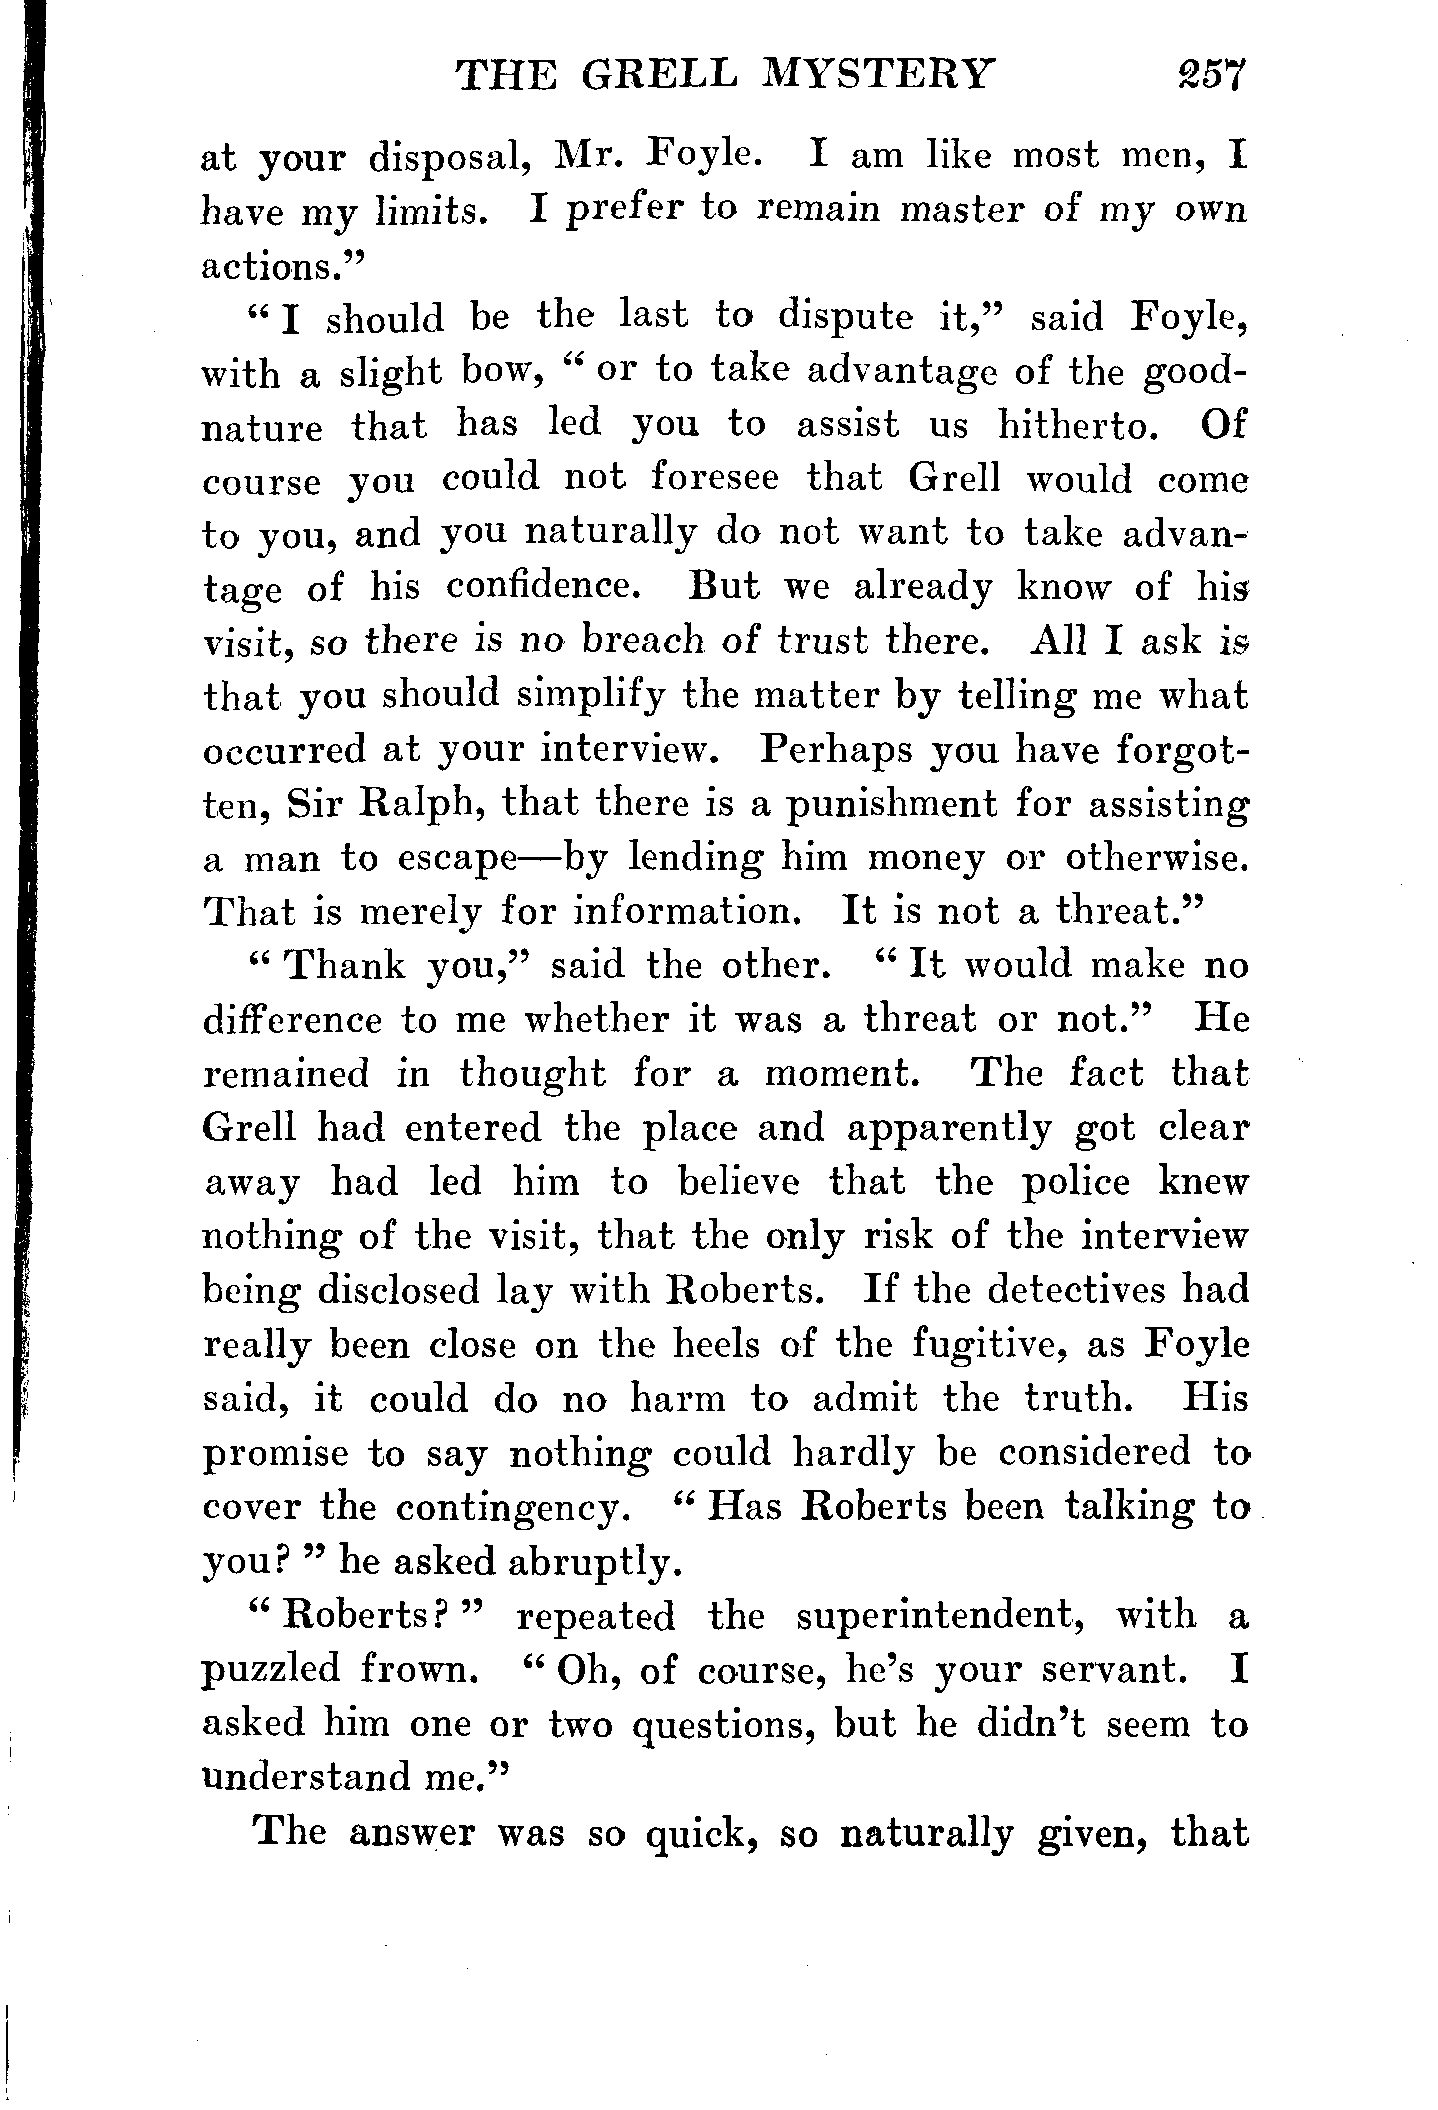 THE GRELL MYSTERY 257
at your disposal, Mr. Foyle. I am like most men, I
have my limits. I prefer to remain master of my own
actions.”
“ I should be the last to dispute it,” said Foyle,
with a slight bow, “ or to take advantage of the good-
nature that has led you to assist us hitherto. Of
course you could not foresee that Grell would come
to you, and you naturally do not want to take advan-
tage of his confidence. But we already know of his
visit, so there is no breach of trust there. All I ask is
that you should simplify the matter by telling me what
occurred at your interview. Perhaps you have forgot-
ten, Sir Ralph, that there is a punishment for assisting
a man to escape—by lending him money or otherwise.
That is merely for information. It is not a threat.”
“ Thank you,” said the other. “ It would make no
difference to me whether it was a threat or not.” He
remained in thought for a moment. The fact that
Grell had entered the place and apparently got clear
away had led him to believe that the police knew
nothing of the visit, that the only risk of the interview
being disclosed lay with Roberts. If the detectives had
really been close on the heels of the fugitive, as Foyle
said, it could do no harm to admit the truth. His
promise to say nothing could hardly be considered to
cover the contingency. “ Has Roberts been talking to
you? ” he asked abruptly.
“ Roberts? ” repeated the superintendent, with a
puzzled frown. “ Oh, of course, he’s your servant. I
asked him one or two questions, but he didn’t seem to
understand me.”
The answer was so quick, so naturally given, that